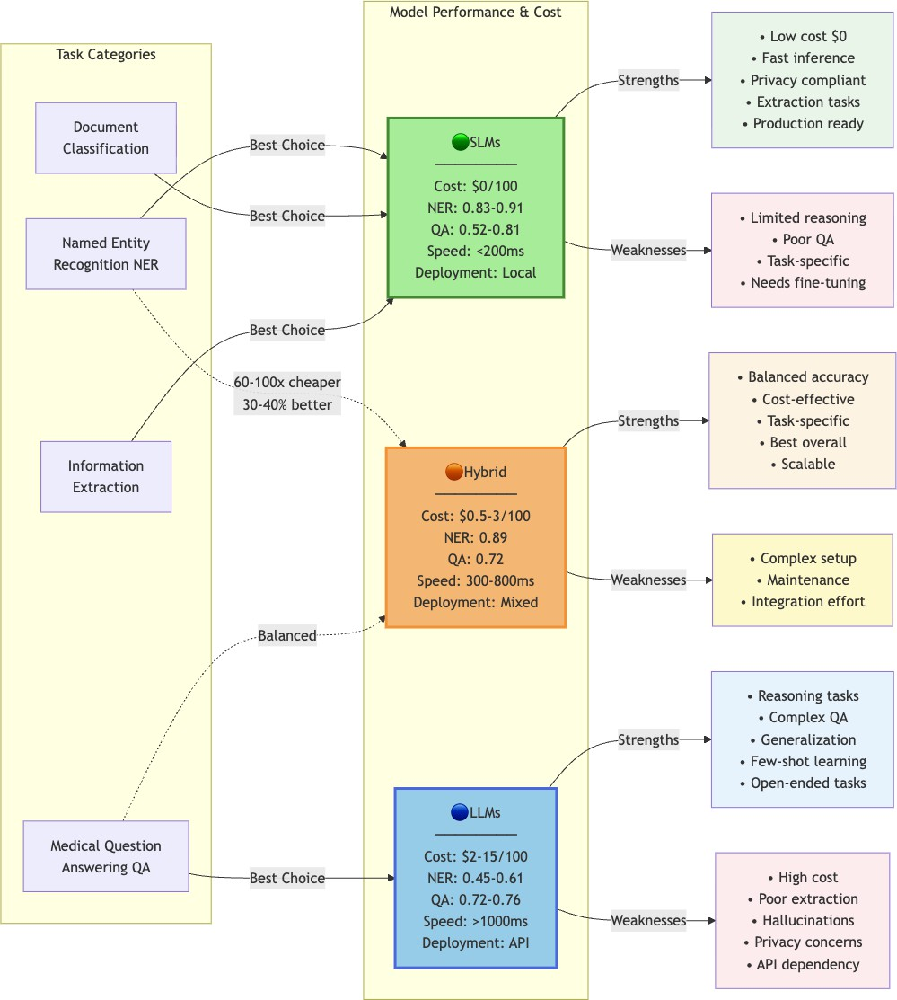 Task Categories
Document
Classification
Named Entity
Recognition NER
Information
Extraction
Medical Question
Answering QA
Best Choice
Best Choice
Best Choice
60-100x cheaper
30-40% better
Balanced
Best Choice
Model Performance & Cost
SLMs
Cost: $0/100
NER: 0.83-0.91
QA: 0.52-0.81
Speed: <200ms
Deployment: Local
Hybrid
Cost: $0.5-3/100
NER: 0.89
QA: 0.72
Speed: 300-800ms
Deployment: Mixed
LLMs
Cost: $2-15/100
NER: 0.45-0.61
QA: 0.72-0.76
Speed: >1000ms
Deployment: API
Strengths
• Low cost $0
• Fast inference
• Privacy compliant
• Extraction tasks
• Production ready
Weaknesses
• Limited reasoning
• Poor QA
• Task-specific
• Needs fine-tuning
Strengths
• Balanced accuracy
• Cost-effective
• Task-specific
• Best overall
• Scalable
Weaknesses
• Complex setup
• Maintenance
• Integration effort
Strengths
• Reasoning tasks
• Complex QA
• Generalization
• Few-shot learning
• Open-ended tasks
Weaknesses
• High cost
• Poor extraction
• Hallucinations
• Privacy concerns
• API dependency